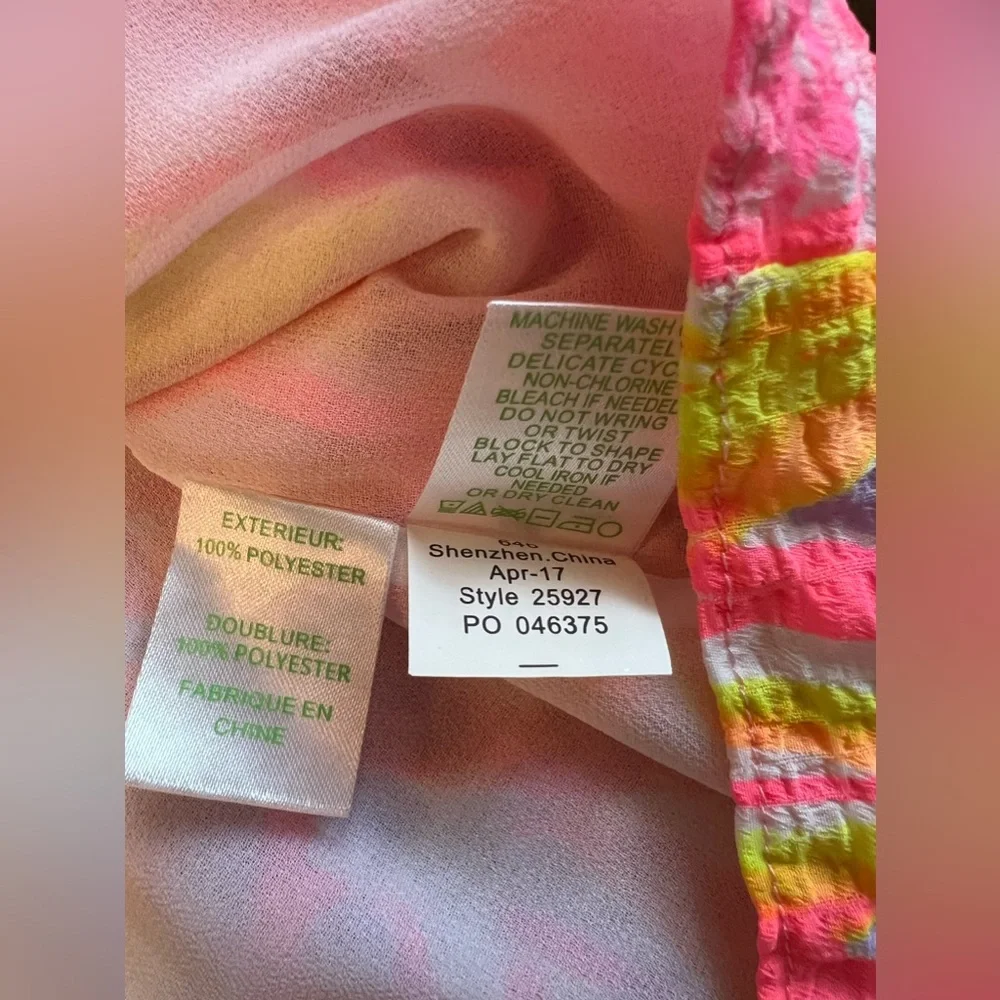 MACHINE WASH
SEPARATEL
DELICATE CYC
NON-CHLORINE
BLEACH IF NEEDED
DO NOT WRING
OR TWIST
BLOCK TO SHAPE
LAY FLAT TO DRY
COOL IRON IF
NEEDED
OR DRY CLEAN
Shenzhen.China
Apr-17
Style 25927
PO 046375
EXTERIEUR:
100% POLYESTER
DOUBLURE:
100% POLYESTER
FABRIQUE EN
CHINE